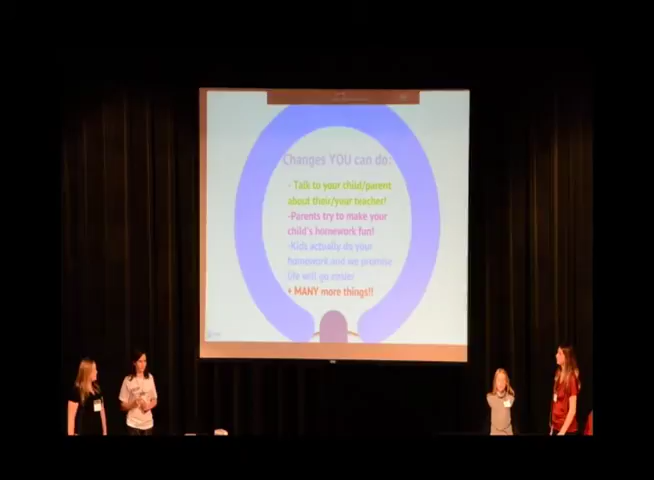 Changes YOU can do:
- Talk to your child/parent
about their/your teacher!
-Parents try to make your
child's homework fun!
-Kids actually do your
homework and we promise
life will go easier
+ MANY more things!!